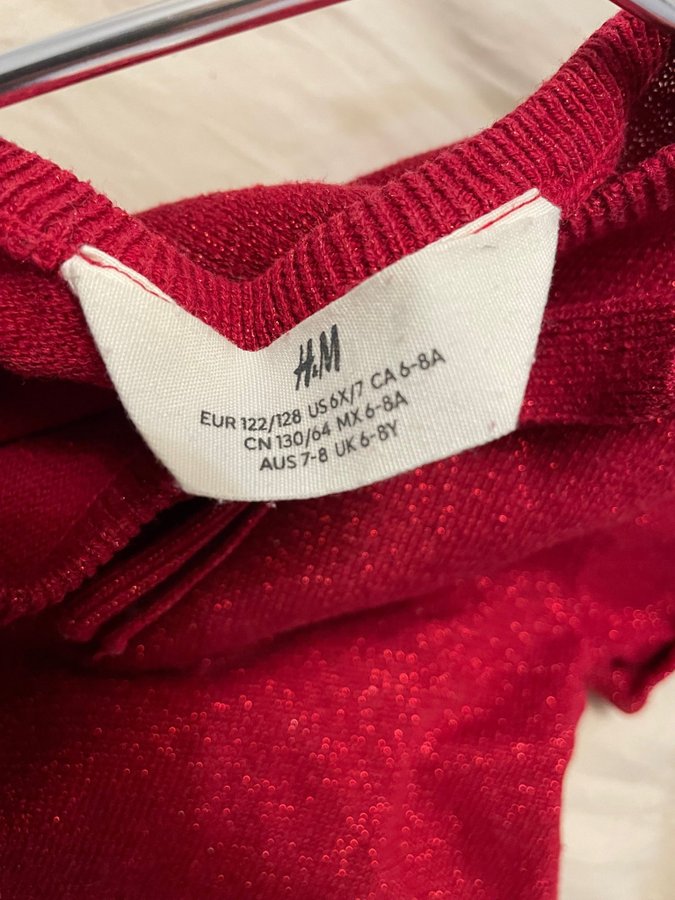 H&M
EUR 122/128 US 6X/7 CA 6-8A
CN 130/64 MX 6-8A
AUS 7-8 UK 6-8Y